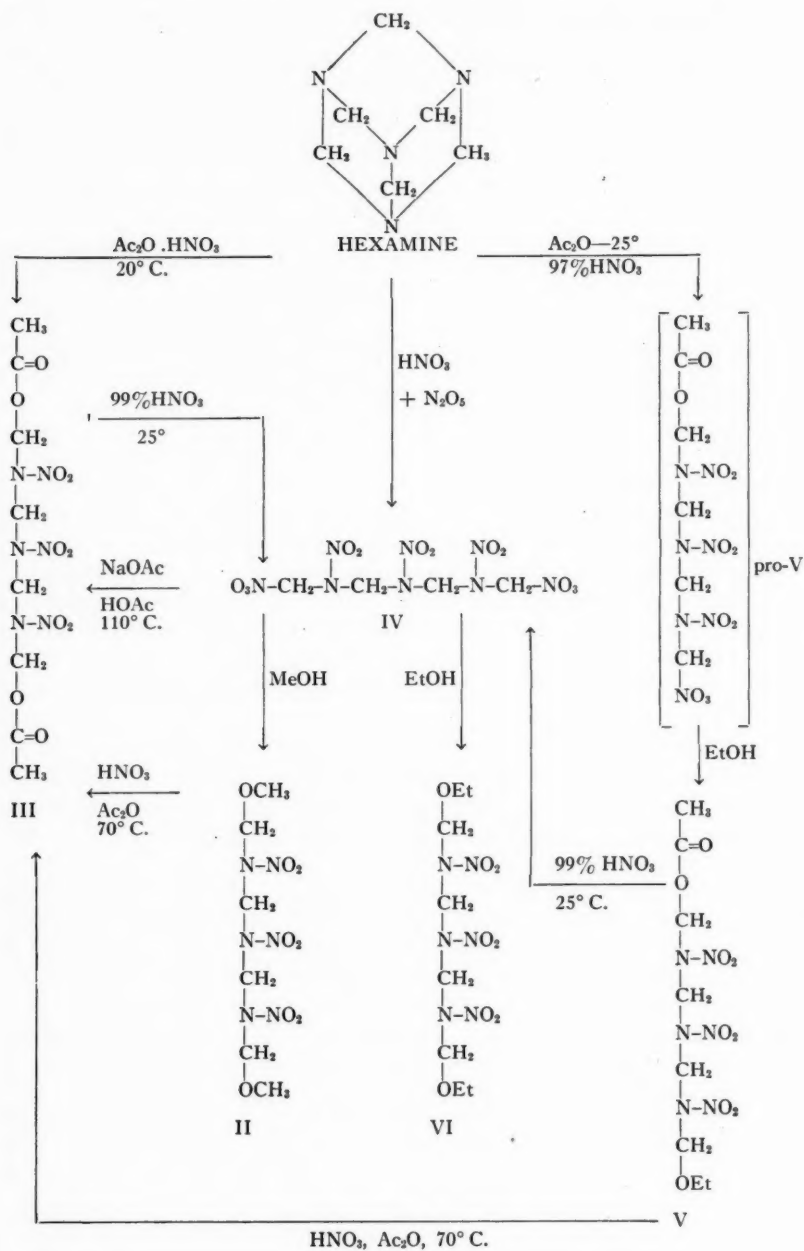 CH₂
N N
CH₂ CH₂
CH₂ N CH₃
CH₂
N
HEXAMINE
Ac₂O .HNO₃
20° C.
Ac₂O—25°
97%HNO₃
HNO₃
+ N₂O₅
CH₃
C=O
O
CH₂
N–NO₂
CH₂
N–NO₂
CH₂
N–NO₂
CH₂
O
C=O
CH₃
III
99%HNO₃
25°
NaOAc
HOAc
110° C.
HNO₃
Ac₂O
70° C.
NO₂ NO₂ NO₂
O₃N–CH₂–N–CH₂–N–CH₂–N–CH₂–NO₃
IV
MeOH
EtOH
OCH₃
CH₂
N–NO₂
CH₂
N–NO₂
CH₂
N–NO₂
CH₂
OCH₃
II
OEt
CH₂
N–NO₂
CH₂
N–NO₂
CH₂
N–NO₂
CH₂
OEt
VI
CH₃
C=O
O
CH₂
N–NO₂
CH₂
N–NO₂
CH₂
N–NO₂
CH₂
NO₃
pro-V
EtOH
99% HNO₃
25° C.
CH₃
C=O
O
CH₂
N–NO₂
CH₂
N–NO₂
CH₂
N–NO₂
CH₂
OEt
V
HNO₃, Ac₂O, 70° C.